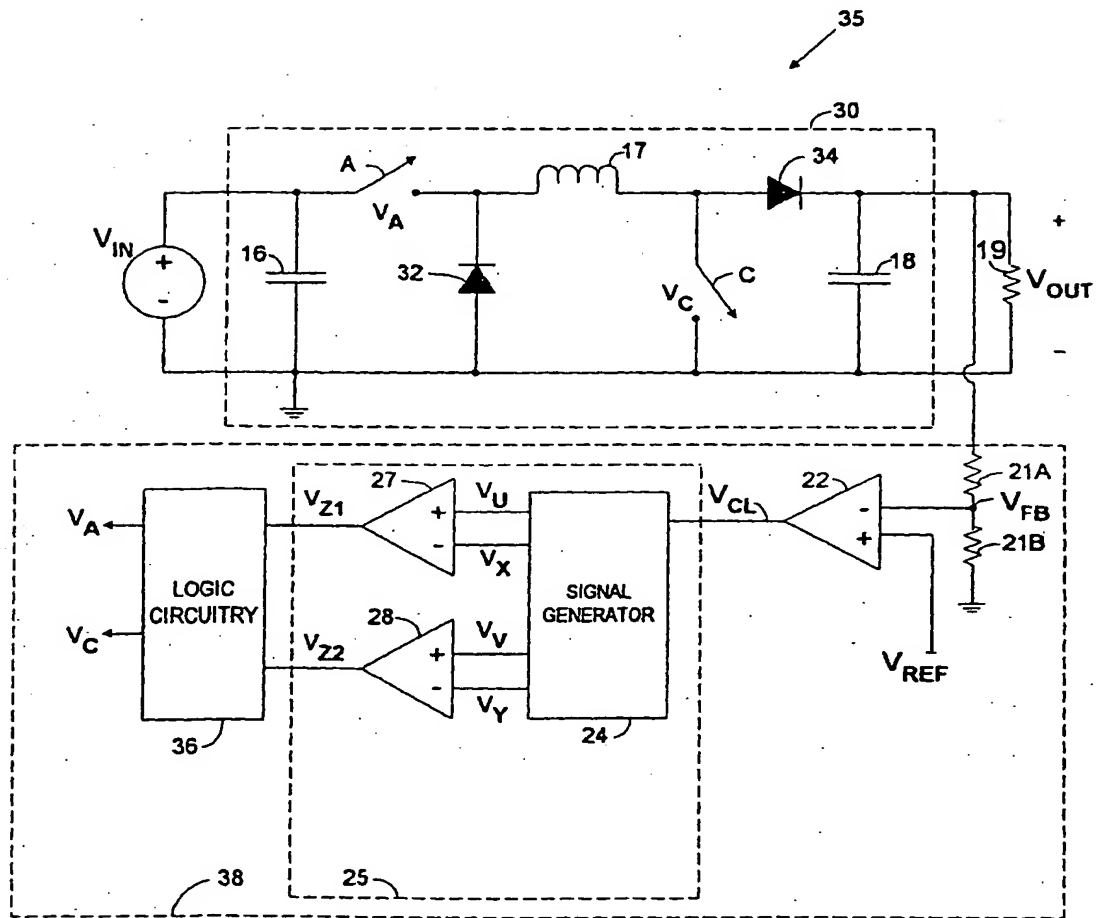 35
30
A
17
34
V_A
V_IN
+
-
16
32
V_C
C
18
19
+
V_OUT
-
21A
V_FB
21B
22
-
+
V_CL
V_REF
27
V_U
+
-
V_X
V_Z1
28
V_V
+
-
V_Y
V_Z2
SIGNAL
GENERATOR
24
LOGIC
CIRCUITRY
36
V_A
V_C
38
25